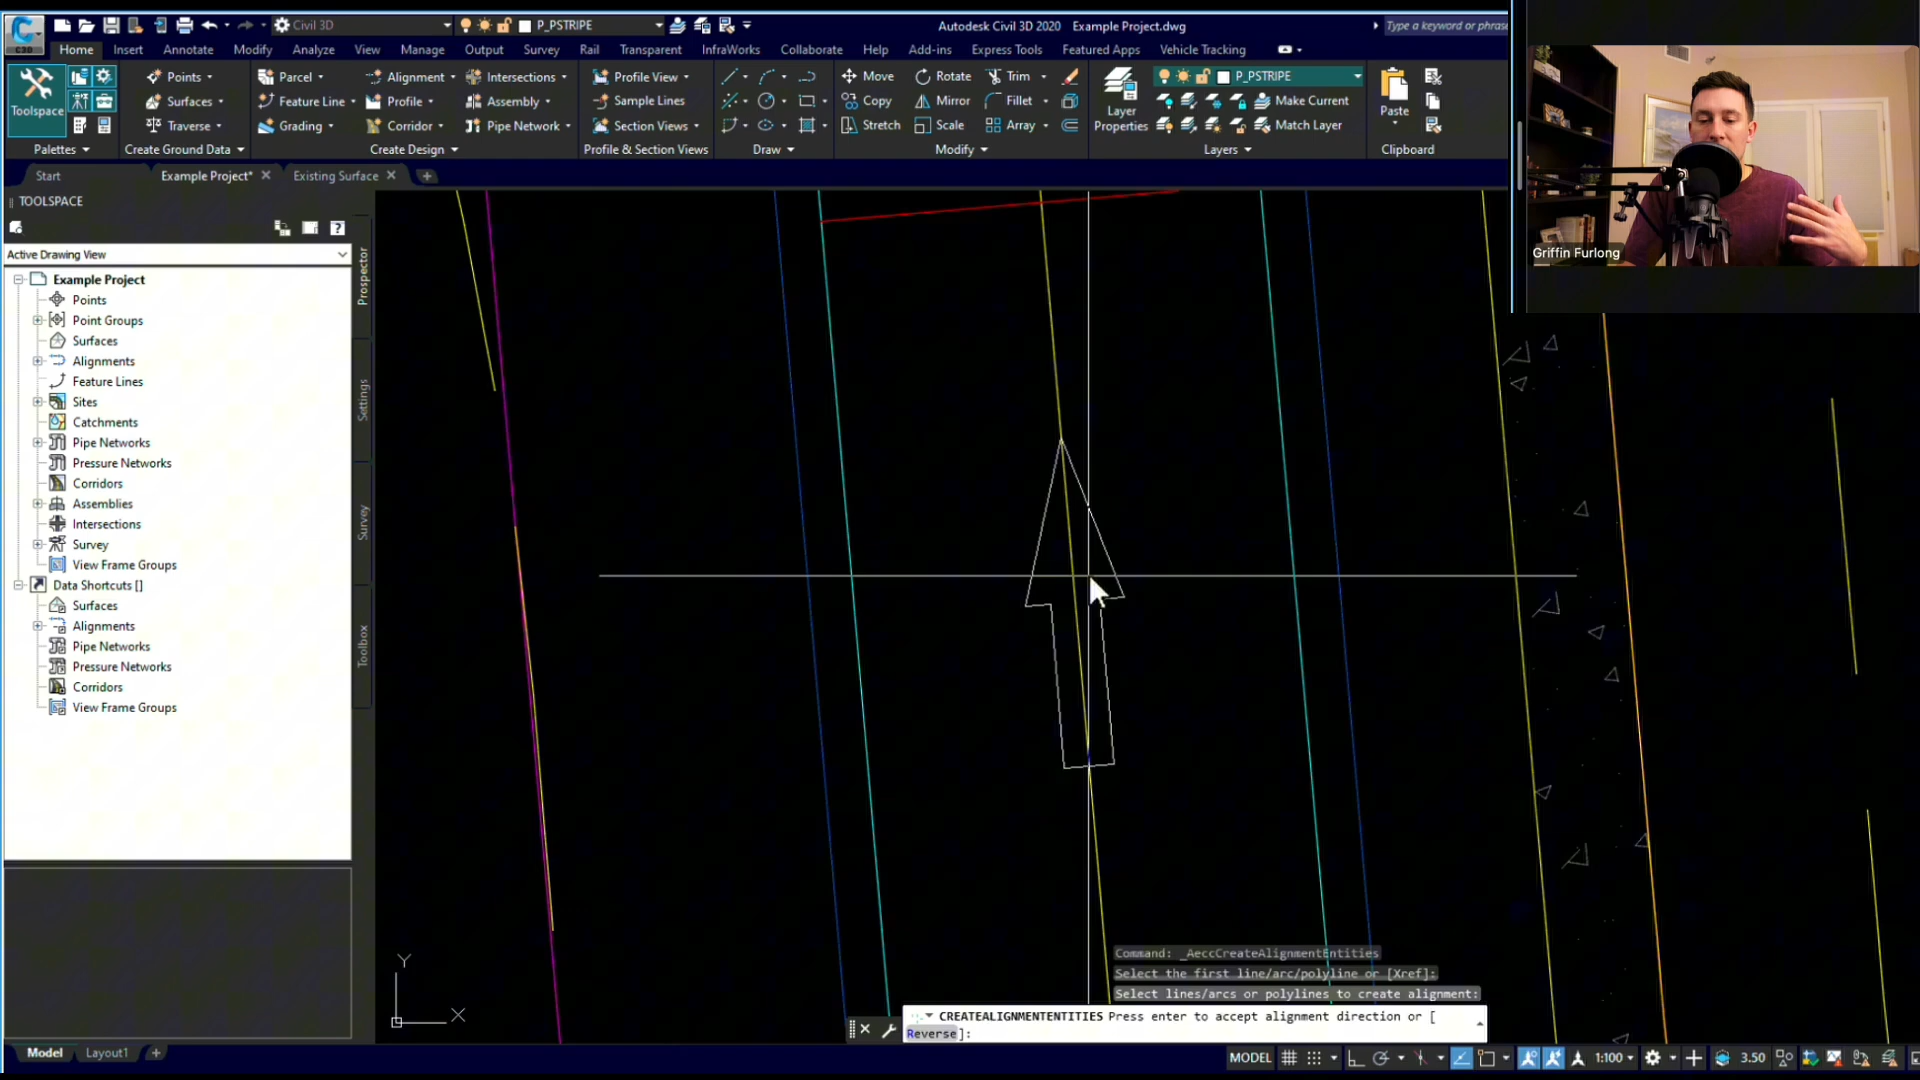 Civil 3D
P_PSTRIPE
Autodesk Civil 3D 2020 Example Project.dwg
Type a keyword or phrase
C3D
Home Insert Annotate Modify Analyze View Manage Output Survey Rail Transparent InfraWorks Collaborate Help Add-ins Express Tools Featured Apps Vehicle Tracking
Toolspace
Points Parcel Alignment Intersections Profile View Move Rotate Trim P_PSTRIPE
Surfaces Feature Line Profile Assembly Sample Lines Copy Mirror Fillet Make Current
Traverse Grading Corridor Pipe Network Section Views Stretch Scale Array Layer Properties Match Layer Paste
Palettes Create Ground Data Create Design Profile & Section Views Draw Modify Layers Clipboard
Start Example Project* Existing Surface
TOOLSPACE
Active Drawing View
Example Project
Points
Point Groups
Surfaces
Alignments
Feature Lines
Sites
Catchments
Pipe Networks
Pressure Networks
Corridors
Assemblies
Intersections
Survey
View Frame Groups
Data Shortcuts []
Surfaces
Alignments
Pipe Networks
Pressure Networks
Corridors
View Frame Groups
Prospector
Settings
Survey
Toolbox
Griffin Furlong
Y
X
Command: _AeccCreateAlignmentEntities
Select the first line/arc/polyline or [Xref]:
Select lines/arcs or polylines to create alignment:
CREATEALIGNMENTENTITIES Press enter to accept alignment direction or [
Reverse]:
Model Layout1
MODEL 1:100 3.50